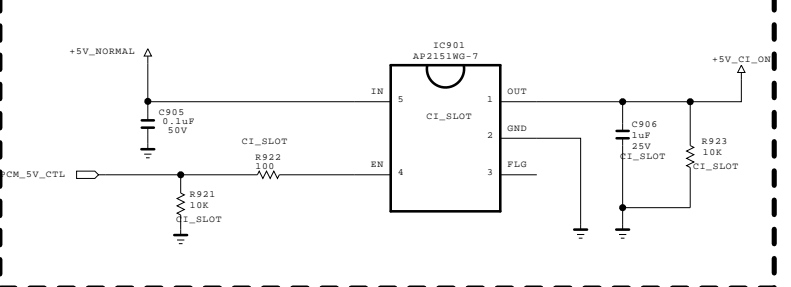 IC901
AP2151WG-7
+5V_NORMAL
+5V_CI_ON
IN
5
1
OUT
C905
0.1uF
50V
CI_SLOT
C906
1uF
25V
CI_SLOT
2
GND
R923
10K
CI_SLOT
CI_SLOT
R922
100
PCM_5V_CTL
EN
4
3
FLG
R921
10K
CI_SLOT